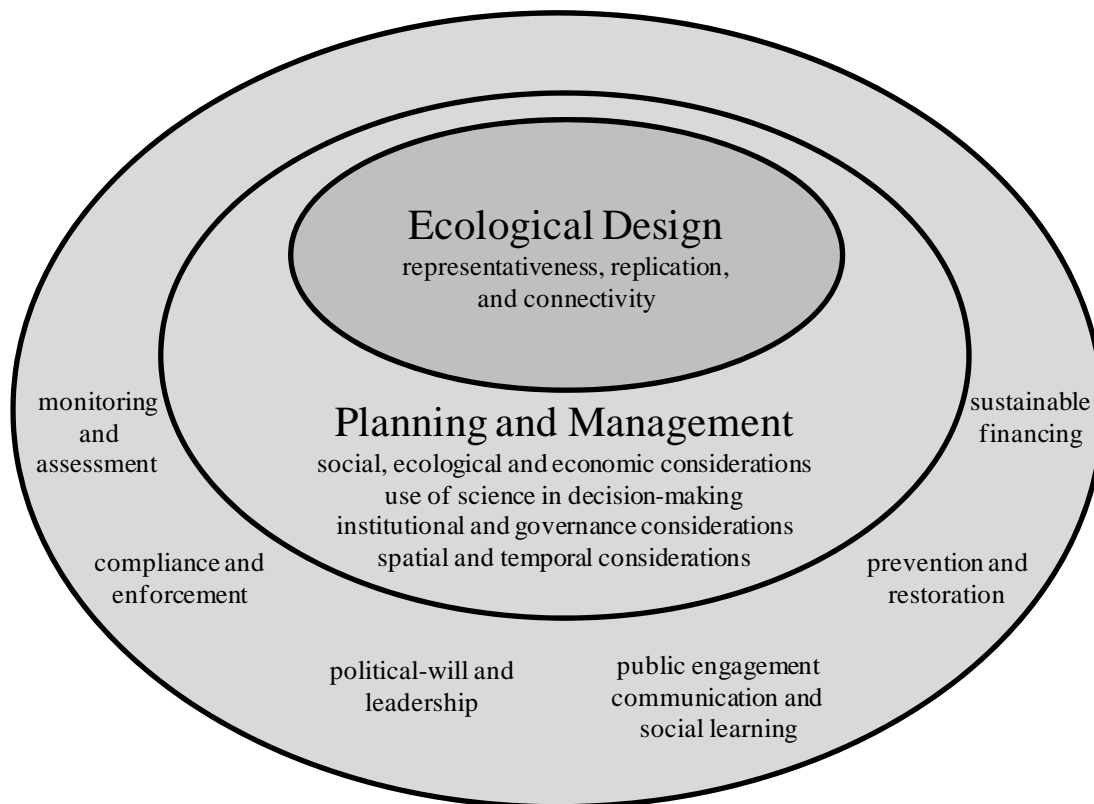 Ecological Design
representativeness, replication,
and connectivity
Planning and Management
social, ecological and economic considerations
use of science in decision-making
institutional and governance considerations
spatial and temporal considerations
monitoring
and
assessment
compliance and
enforcement
political-will and
leadership
public engagement
communication and
social learning
prevention and
restoration
sustainable
financing